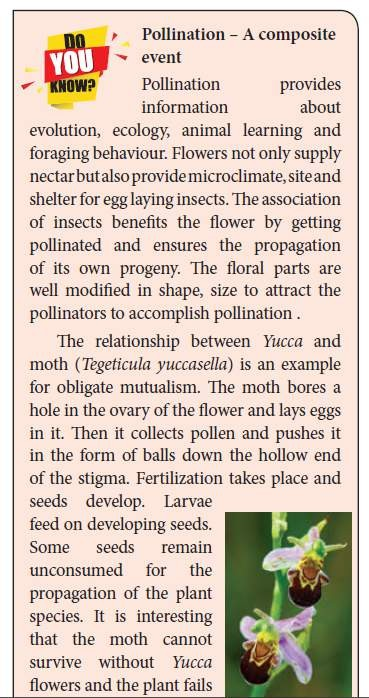 DO
YOU
KNOW?
Pollination – A composite
event
Pollination provides
information about
evolution, ecology, animal learning and
foraging behaviour. Flowers not only supply
nectar but also provide microclimate, site and
shelter for egg laying insects. The association
of insects benefits the flower by getting
pollinated and ensures the propagation
of its own progeny. The floral parts are
well modified in shape, size to attract the
pollinators to accomplish pollination .
The relationship between Yucca and
moth (Tegeticula yuccasella) is an example
for obligate mutualism. The moth bores a
hole in the ovary of the flower and lays eggs
in it. Then it collects pollen and pushes it
in the form of balls down the hollow end
of the stigma. Fertilization takes place and
seeds develop. Larvae
feed on developing seeds.
Some seeds remain
unconsumed for the
propagation of the plant
species. It is interesting
that the moth cannot
survive without Yucca
flowers and the plant fails